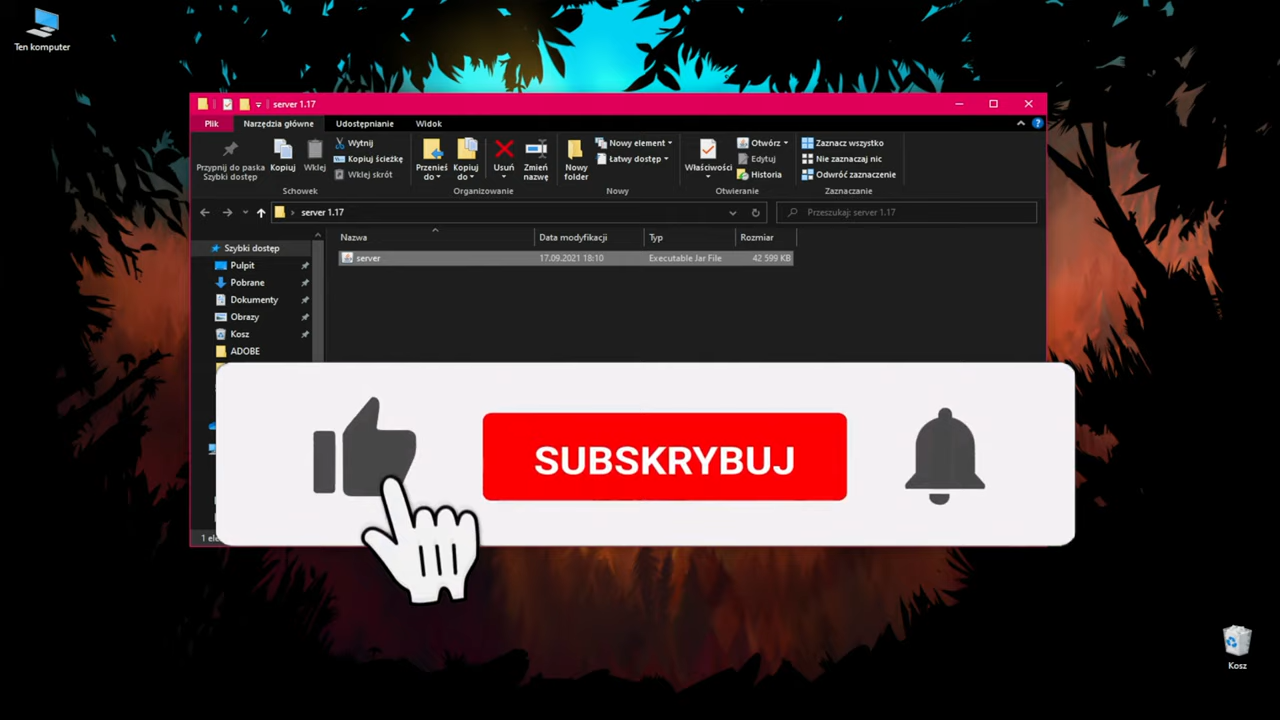 Ten komputer
server 1.17
Plik Narzędzia główne Udostępnianie Widok
Przypnij do paska Szybki dostęp
Kopiuj
Wklej
Wytnij
Kopiuj ścieżkę
Wklej skrót
Schowek
Przenieś do
Kopiuj do
Usuń
Zmień nazwę
Organizowanie
Nowy folder
Nowy element
Łatwy dostęp
Nowy
Właściwości
Otwórz
Edytuj
Historia
Otwieranie
Zaznacz wszystko
Nie zaznaczaj nic
Odwróć zaznaczenie
Zaznaczanie
server 1.17
Przeszukaj: server 1.17
Szybki dostęp
Pulpit
Pobrane
Dokumenty
Obrazy
Kosz
ADOBE
Nazwa Data modyfikacji Typ Rozmiar
server 17.09.2021 18:10 Executable Jar File 42 599 KB
SUBSKRYBUJ
Kosz